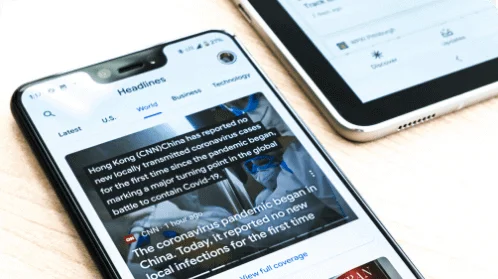 Headlines
Latest
U.S.
World
Business
Technology
Hong Kong (CNN)China has reported no
new locally transmitted coronavirus cases
for the first time since the pandemic began,
marking a major turning point in the global
battle to contain Covid-19.
CNN · 1 hour ago
The coronavirus pandemic began in
China. Today, it reported no new
local infections for the first time
View full coverage
Discover
Updates